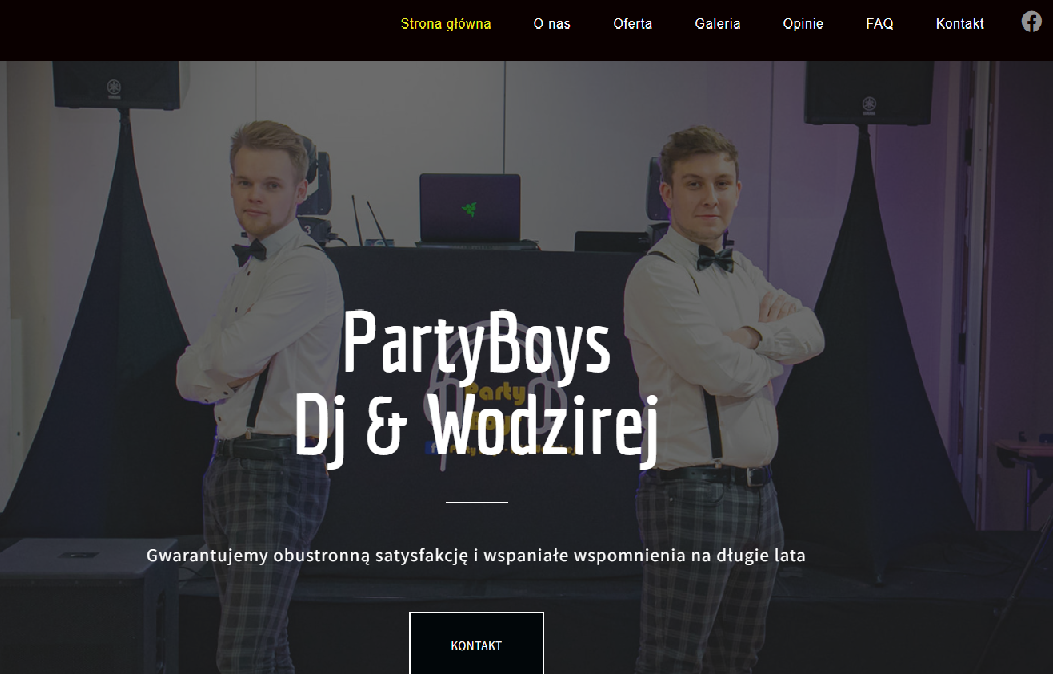 Strona główna O nas Oferta Galeria Opinie FAQ Kontakt
PartyBoys
Dj & Wodzirej
Party
Gwarantujemy obustronną satysfakcję i wspaniałe wspomnienia na długie lata
KONTAKT